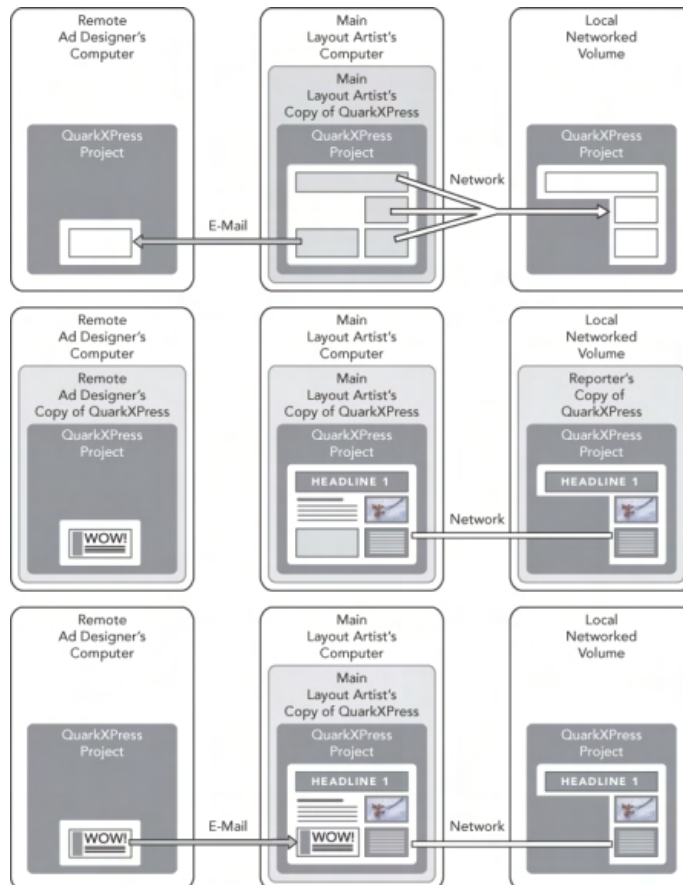 Remote
Ad Designer's
Computer
QuarkXPress
Project
E-Mail
Main
Layout Artist's
Computer
Main
Layout Artist's
Copy of QuarkXPress
QuarkXPress
Project
Network
Local
Networked
Volume
QuarkXPress
Project
Remote
Ad Designer's
Computer
Remote
Ad Designer's
Copy of QuarkXPress
QuarkXPress
Project
WOW!
Main
Layout Artist's
Computer
Main
Layout Artist's
Copy of QuarkXPress
QuarkXPress
Project
HEADLINE 1
Network
Local
Networked
Volume
Reporter's
Copy of
QuarkXPress
QuarkXPress
Project
HEADLINE 1
Remote
Ad Designer's
Computer
QuarkXPress
Project
WOW!
E-Mail
Main
Layout Artist's
Computer
Main
Layout Artist's
Copy of QuarkXPress
QuarkXPress
Project
HEADLINE 1
WOW!
Network
Local
Networked
Volume
QuarkXPress
Project
HEADLINE 1